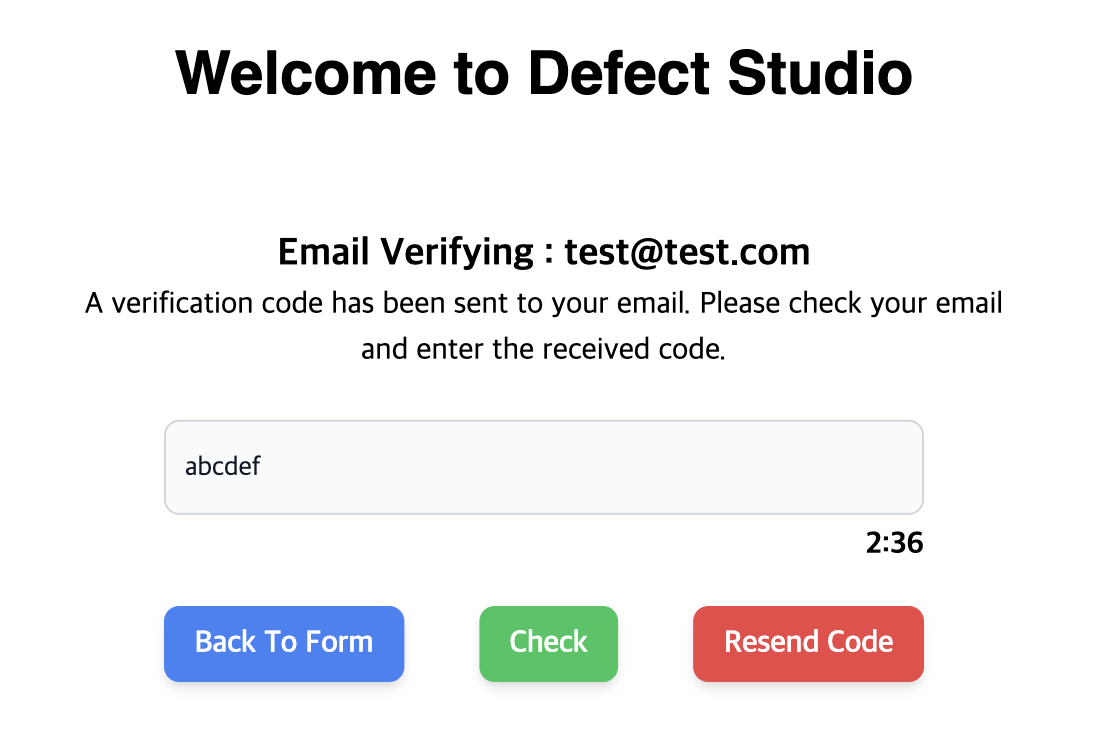 Welcome to Defect Studio
Email Verifying : test@test.com
A verification code has been sent to your email. Please check your email
and enter the received code.
abcdef
2:36
Back To Form
Check
Resend Code